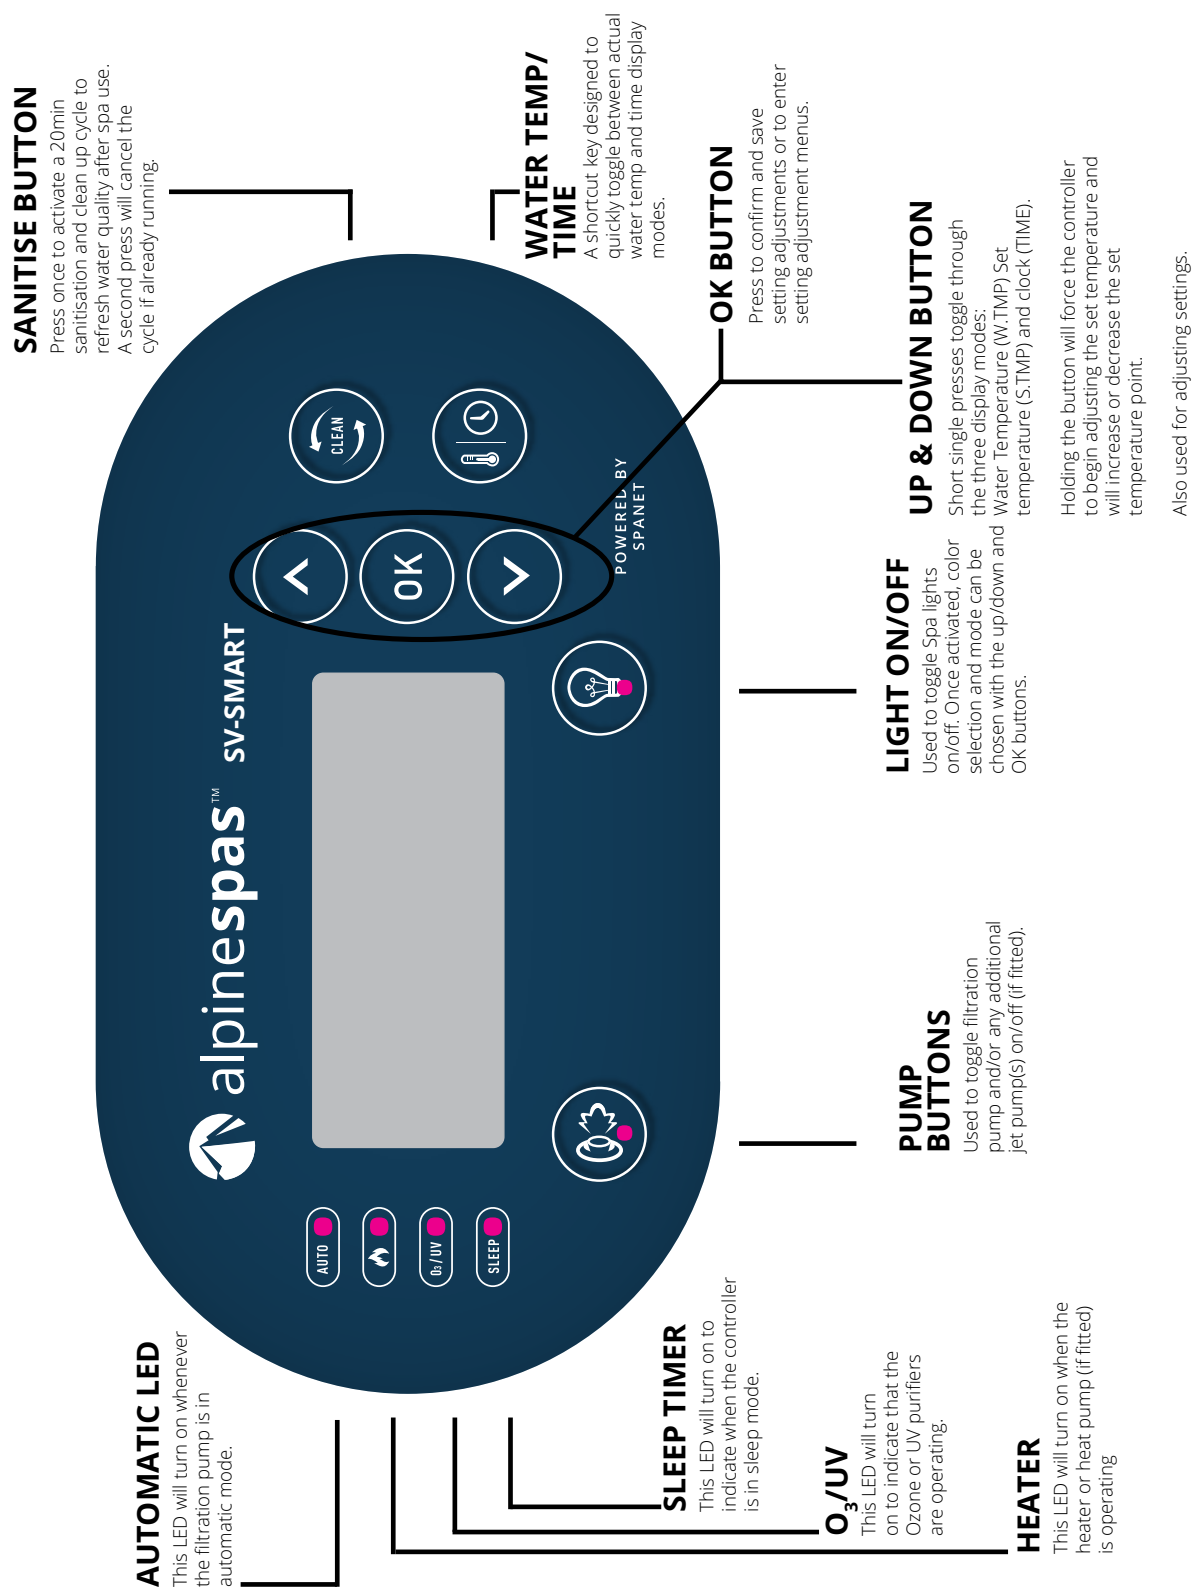 SANITISE BUTTON
Press once to activate a 20min
sanitisation and clean up cycle to
refresh water quality after spa use.
A second press will cancel the
cycle if already running.
WATER TEMP/
TIME
A shortcut key designed to
quickly toggle between actual
water temp and time display
modes.
OK BUTTON
Press to confirm and save
setting adjustments or to enter
setting adjustment menus.
UP & DOWN BUTTON
Short single presses toggle through
the three display modes:
Water Temperature (W.TMP) Set
temperature (S.TMP) and clock (TIME).
Holding the button will force the controller
to begin adjusting the set temperature and
will increase or decrease the set
temperature point.
Also used for adjusting settings.
alpinespas™ SV-SMART
CLEAN
OK
POWERED BY
SPANET
AUTO
O3/UV
SLEEP
LIGHT ON/OFF
Used to toggle Spa lights
on/off. Once activated, color
selection and mode can be
chosen with the up/down and
OK buttons.
PUMP
BUTTONS
Used to toggle filtration
pump and/or any additional
jet pump(s) on/off (if fitted).
AUTOMATIC LED
This LED will turn on whenever
the filtration pump is in
automatic mode.
SLEEP TIMER
This LED will turn on to
indicate when the controller
is in sleep mode.
O3/UV
This LED will turn
on to indicate that the
Ozone or UV purifiers
are operating.
HEATER
This LED will turn on when the
heater or heat pump (if fitted)
is operating